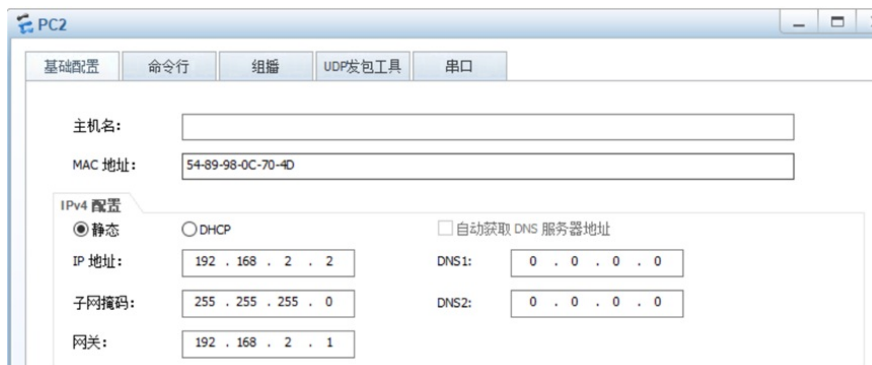 PC2
基础配置 命令行 组播 UDP发包工具 串口
主机名:
MAC 地址: 54-89-98-0C-70-4D
IPv4 配置
静态 DHCP 自动获取 DNS 服务器地址
IP 地址: 192 . 168 . 2 . 2 DNS1: 0 . 0 . 0 . 0
子网掩码: 255 . 255 . 255 . 0 DNS2: 0 . 0 . 0 . 0
网关: 192 . 168 . 2 . 1